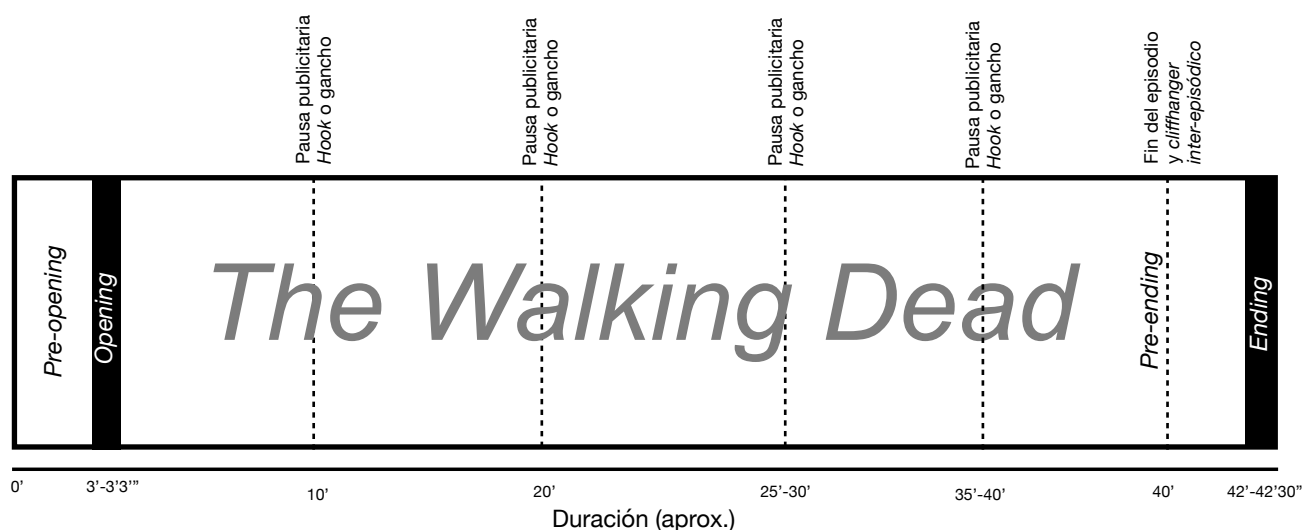 Pausa publicitaria
Hook o gancho
Pausa publicitaria
Hook o gancho
Pausa publicitaria
Hook o gancho
Pausa publicitaria
Hook o gancho
Fin del episodio
y cliffhanger
inter-episódico
Pre-opening
Opening
The Walking Dead
Pre-ending
Ending
0'
3'-3'3'"
10'
20'
25'-30'
35'-40'
40'
42'-42'30"
Duración (aprox.)